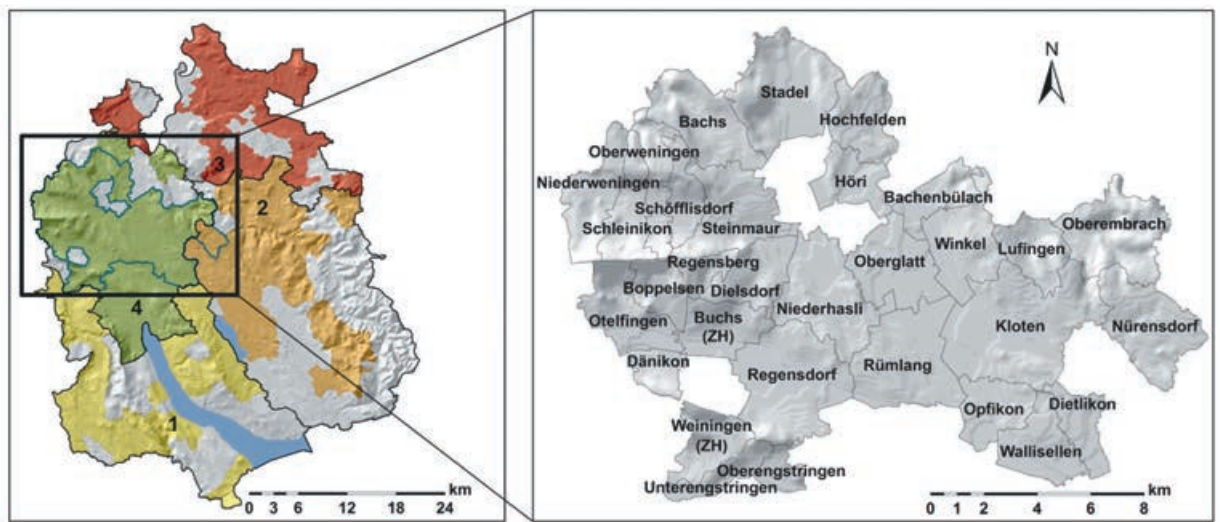 3
2
4
1
km
0 3 6 12 18 24
N
Stadel
Hochfelden
Bachs
Oberweningen
Niederweningen
Höri
Bachenbülach
Schöfflisdorf
Oberembrach
Schleinikon
Steinmaur
Winkel
Lufingen
Regensberg
Oberglatt
Boppelsen
Dielsdorf
Niederhasli
Otelfingen
Buchs
(ZH)
Kloten
Nürensdorf
Dänikon
Regensdorf
Rümlang
Opfikon
Dietlikon
Weiningen
(ZH)
Wallisellen
Oberengstringen
Unterengstringen
km
0 1 2 4 6 8